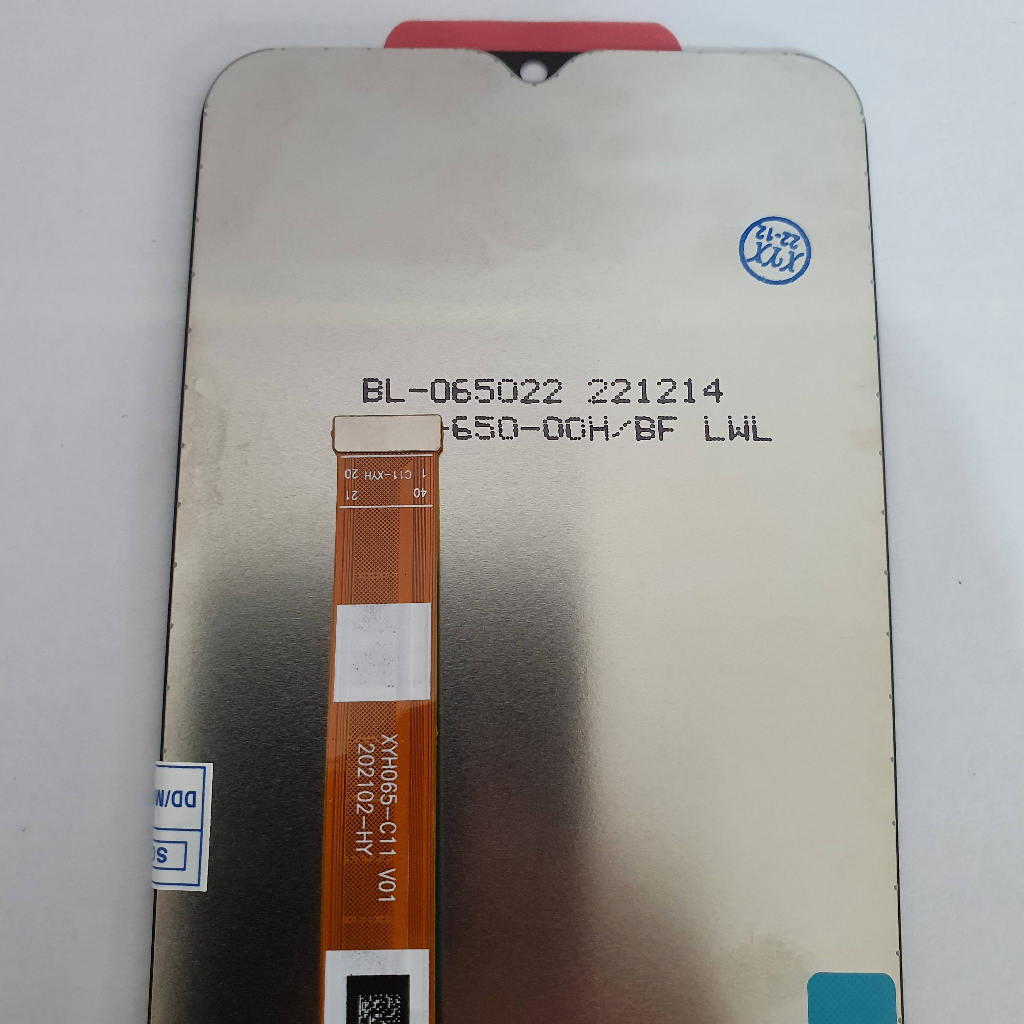 XYX
22-12
BL-065022 221214
-650-00H/BF LWL
1 C11-XYH 20
40 21
XYH065-C11 V01
202102-HY
DD/M
SC